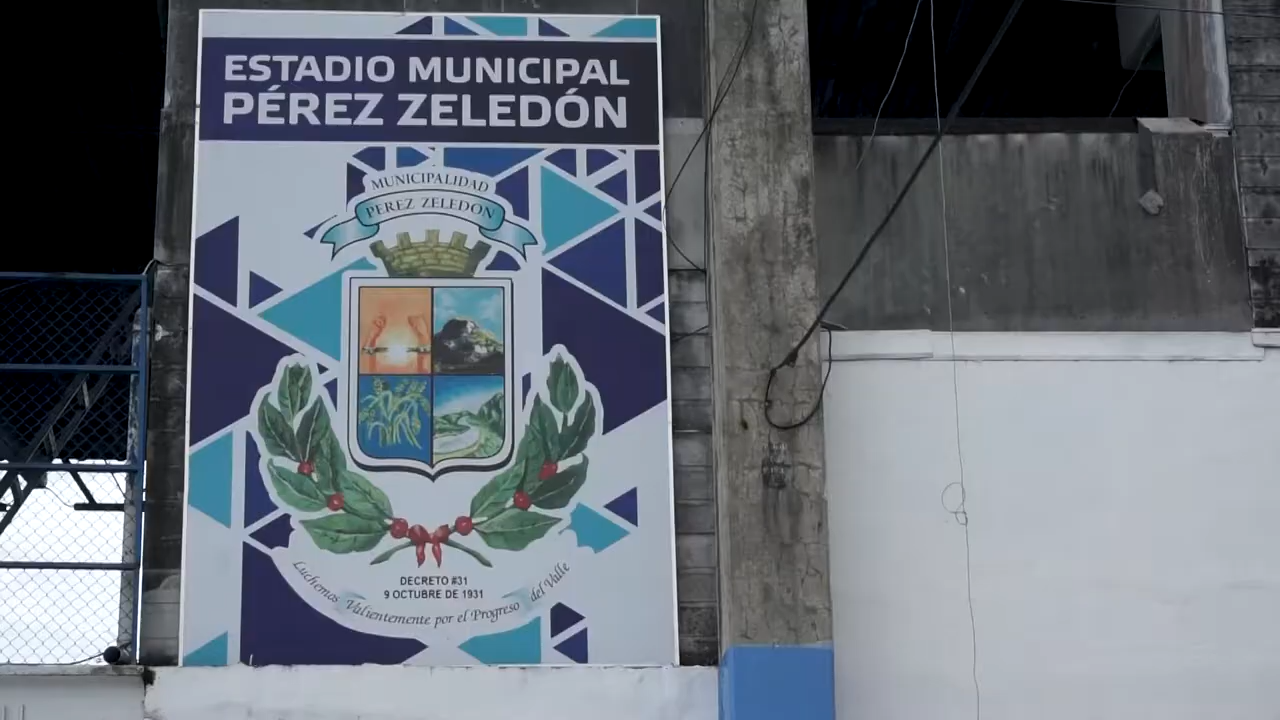 ESTADIO MUNICIPAL
PÉREZ ZELEDÓN
MUNICIPALIDAD
PEREZ ZELEDON
DECRETO #31
9 OCTUBRE DE 1931
Luchemos Valientemente por el Progreso del Valle